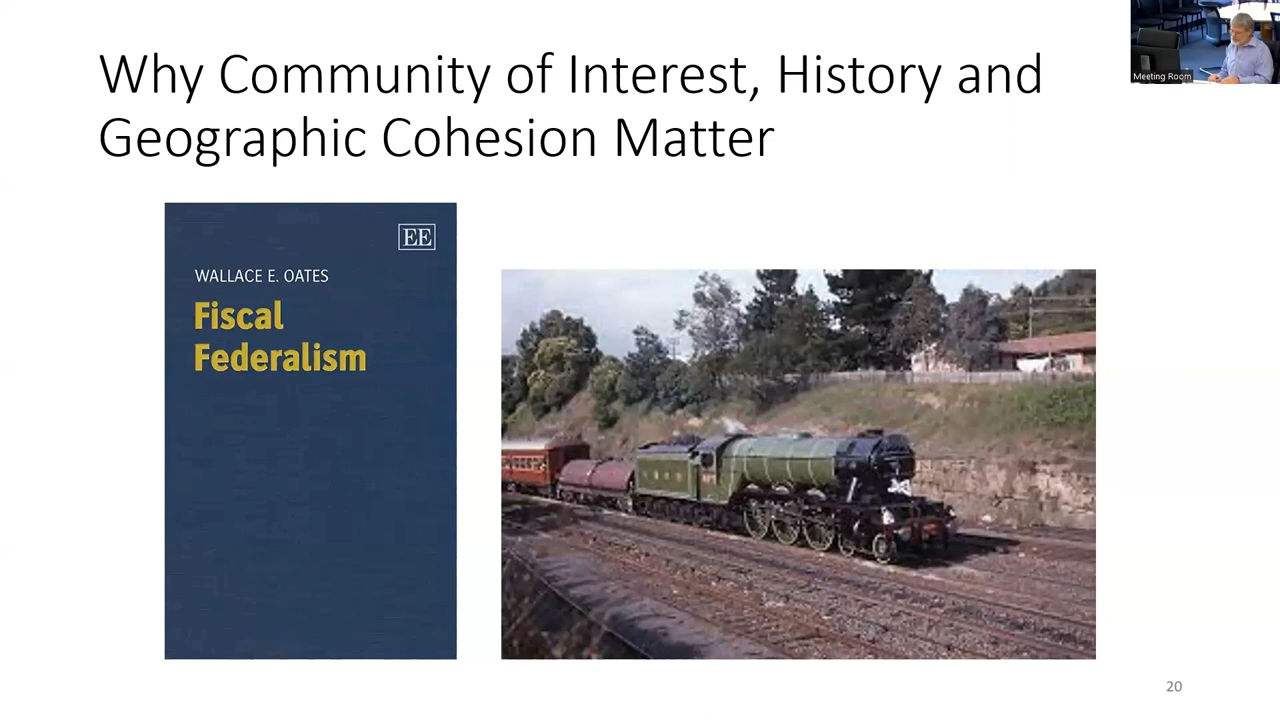 Why Community of Interest, History and
Geographic Cohesion Matter
Meeting Room
EE
WALLACE E. OATES
Fiscal
Federalism
20